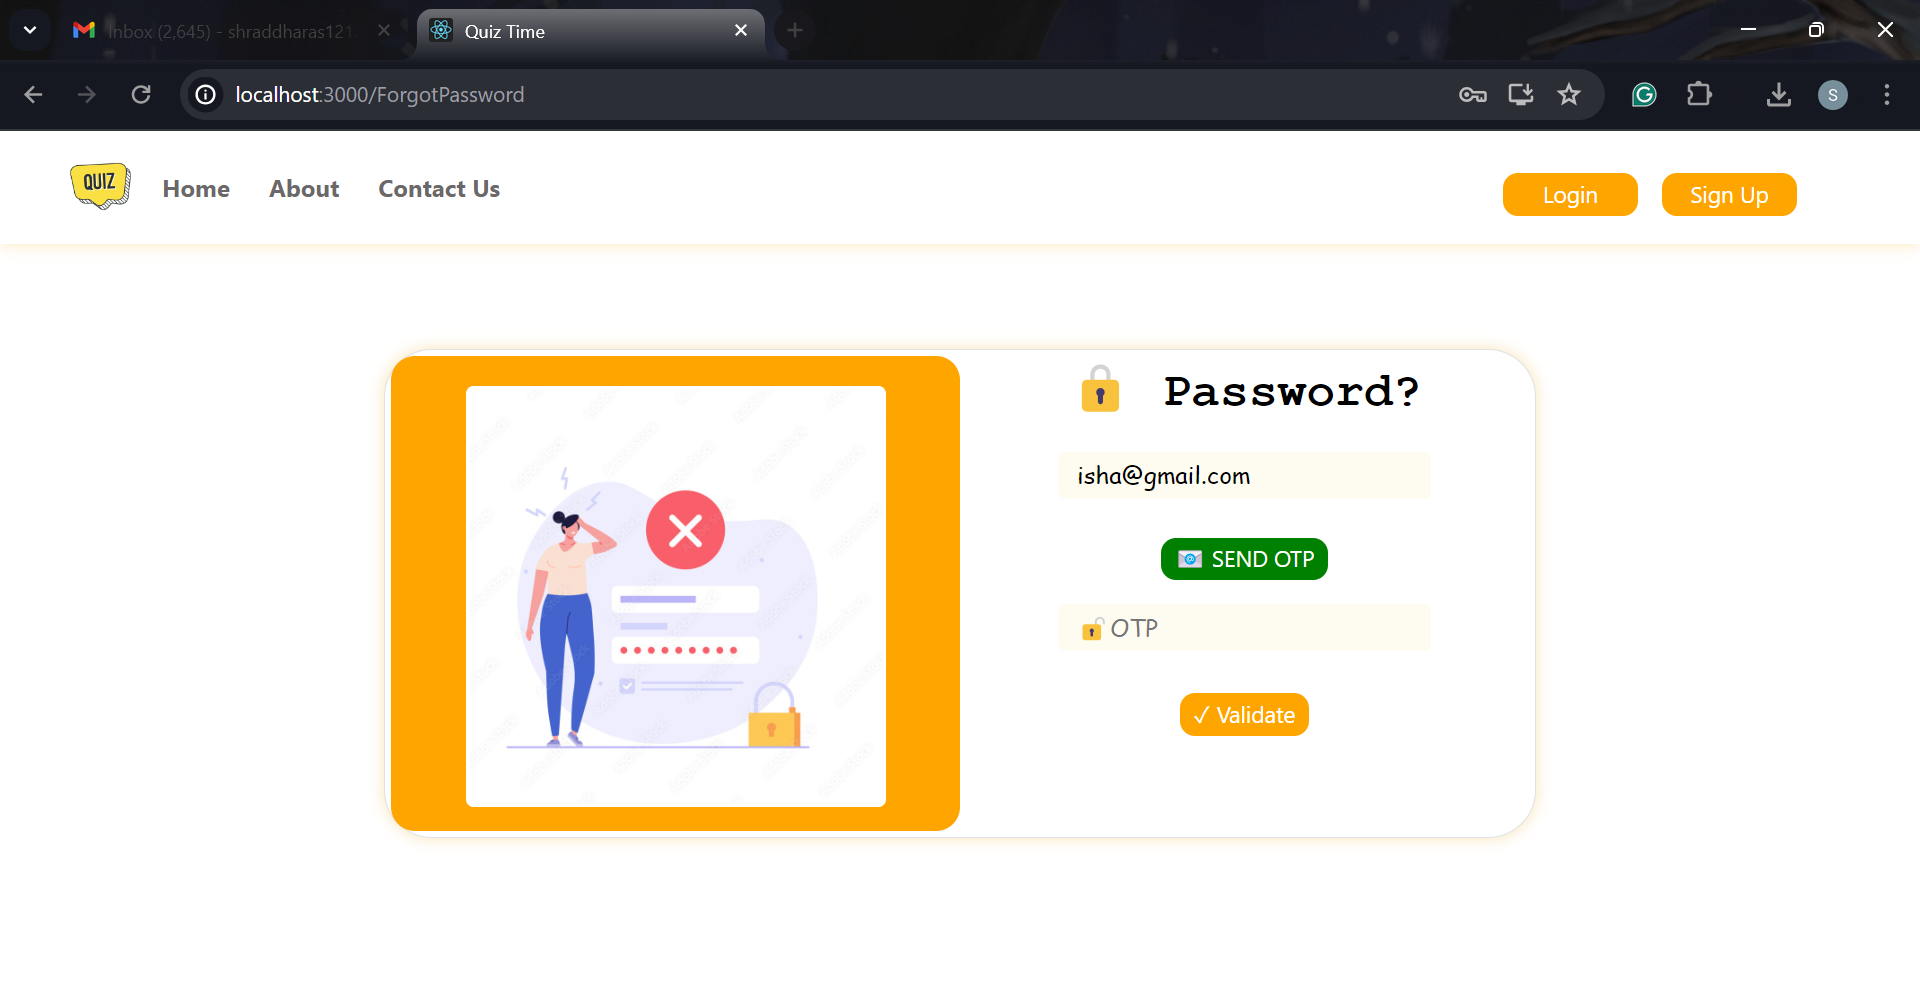 Inbox (2,645) - shraddharas121
Quiz Time
localhost:3000/ForgotPassword
S
QUIZ
Home
About
Contact Us
Login
Sign Up
Password?
isha@gmail.com
SEND OTP
OTP
✓ Validate